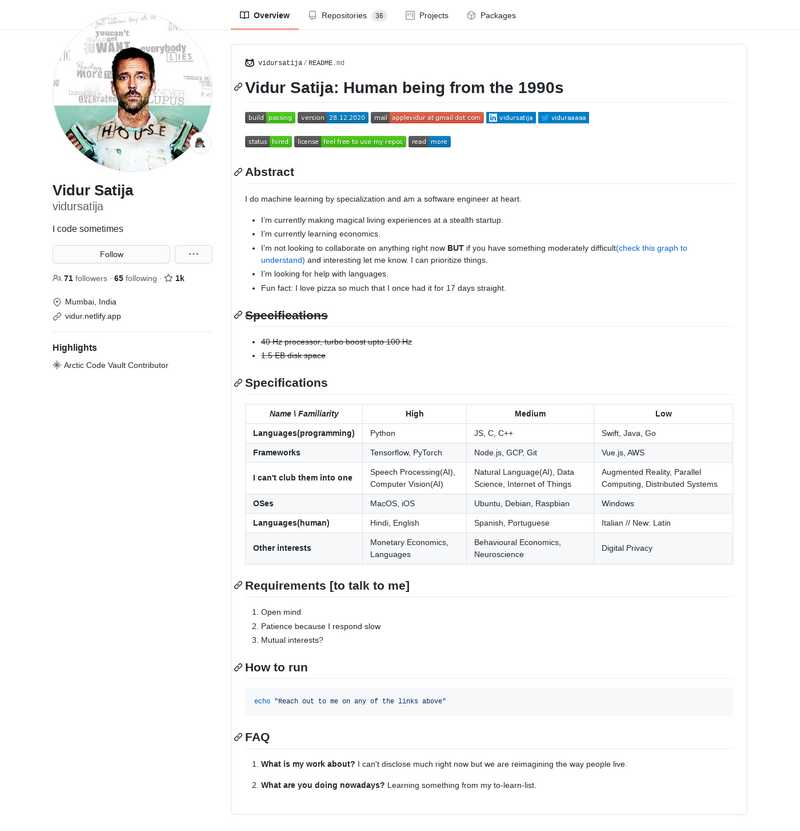 Overview
Repositories 36
Projects
Packages
you can't
get
WANT
everybody
LIES
more
LUPUS
HOUSE
Vidur Satija
vidursatija
I code sometimes
Follow
...
71 followers · 65 following · 1k
Mumbai, India
vidur.netlify.app
Highlights
Arctic Code Vault Contributor
vidursatija/README.md
Vidur Satija: Human being from the 1990s
build passing version 28.12.2020 mail applevidur at gmail dot com vidursatija viduraaaaa
status hired license feel free to use my repos read more
Abstract
I do machine learning by specialization and am a software engineer at heart.
• I'm currently making magical living experiences at a stealth startup.
• I'm currently learning economics.
• I'm not looking to collaborate on anything right now BUT if you have something moderately difficult(check this graph to
understand) and interesting let me know. I can prioritize things.
• I'm looking for help with languages.
• Fun fact: I love pizza so much that I once had it for 17 days straight.
Specifications
• 40 Hz processor, turbo boost upto 100 Hz
• 1.5 EB disk space
Specifications
Name \ Familiarity High Medium Low
Languages(programming) Python JS, C, C++ Swift, Java, Go
Frameworks Tensorflow, PyTorch Node.js, GCP, Git Vue.js, AWS
I can't club them into one Speech Processing(AI), Computer Vision(AI) Natural Language(AI), Data Science, Internet of Things Augmented Reality, Parallel Computing, Distributed Systems
OSes MacOS, iOS Ubuntu, Debian, Raspbian Windows
Languages(human) Hindi, English Spanish, Portuguese Italian // New: Latin
Other interests Monetary Economics, Languages Behavioural Economics, Neuroscience Digital Privacy
Requirements [to talk to me]
1. Open mind
2. Patience because I respond slow
3. Mutual interests?
How to run
echo "Reach out to me on any of the links above"
FAQ
1. What is my work about? I can't disclose much right now but we are reimagining the way people live.
2. What are you doing nowadays? Learning something from my to-learn-list.